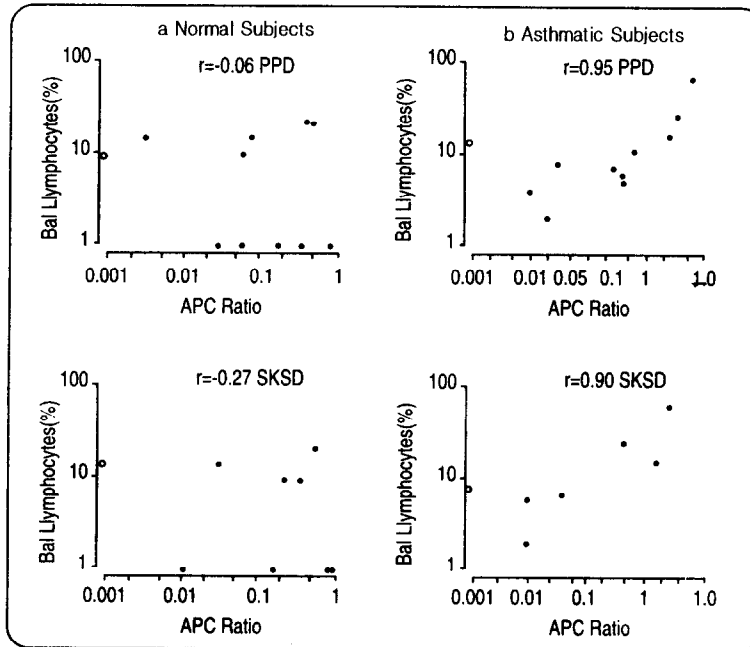 a Normal Subjects
b Asthmatic Subjects
r=-0.06 PPD
Bal Llymphocytes(%)
100
10
1
0.001 0.01 0.1 1
APC Ratio
r=0.95 PPD
Bal Llymphocytes(%)
100
10
1
0.001 0.01 0.05 0.1 1 1.0
APC Ratio
r=-0.27 SKSD
Bal Llymphocytes(%)
100
10
1
0.001 0.01 0.1 1
APC Ratio
r=0.90 SKSD
Bal Llymphocytes(%)
100
10
1
0.001 0.01 0.1 1 1.0
APC Ratio